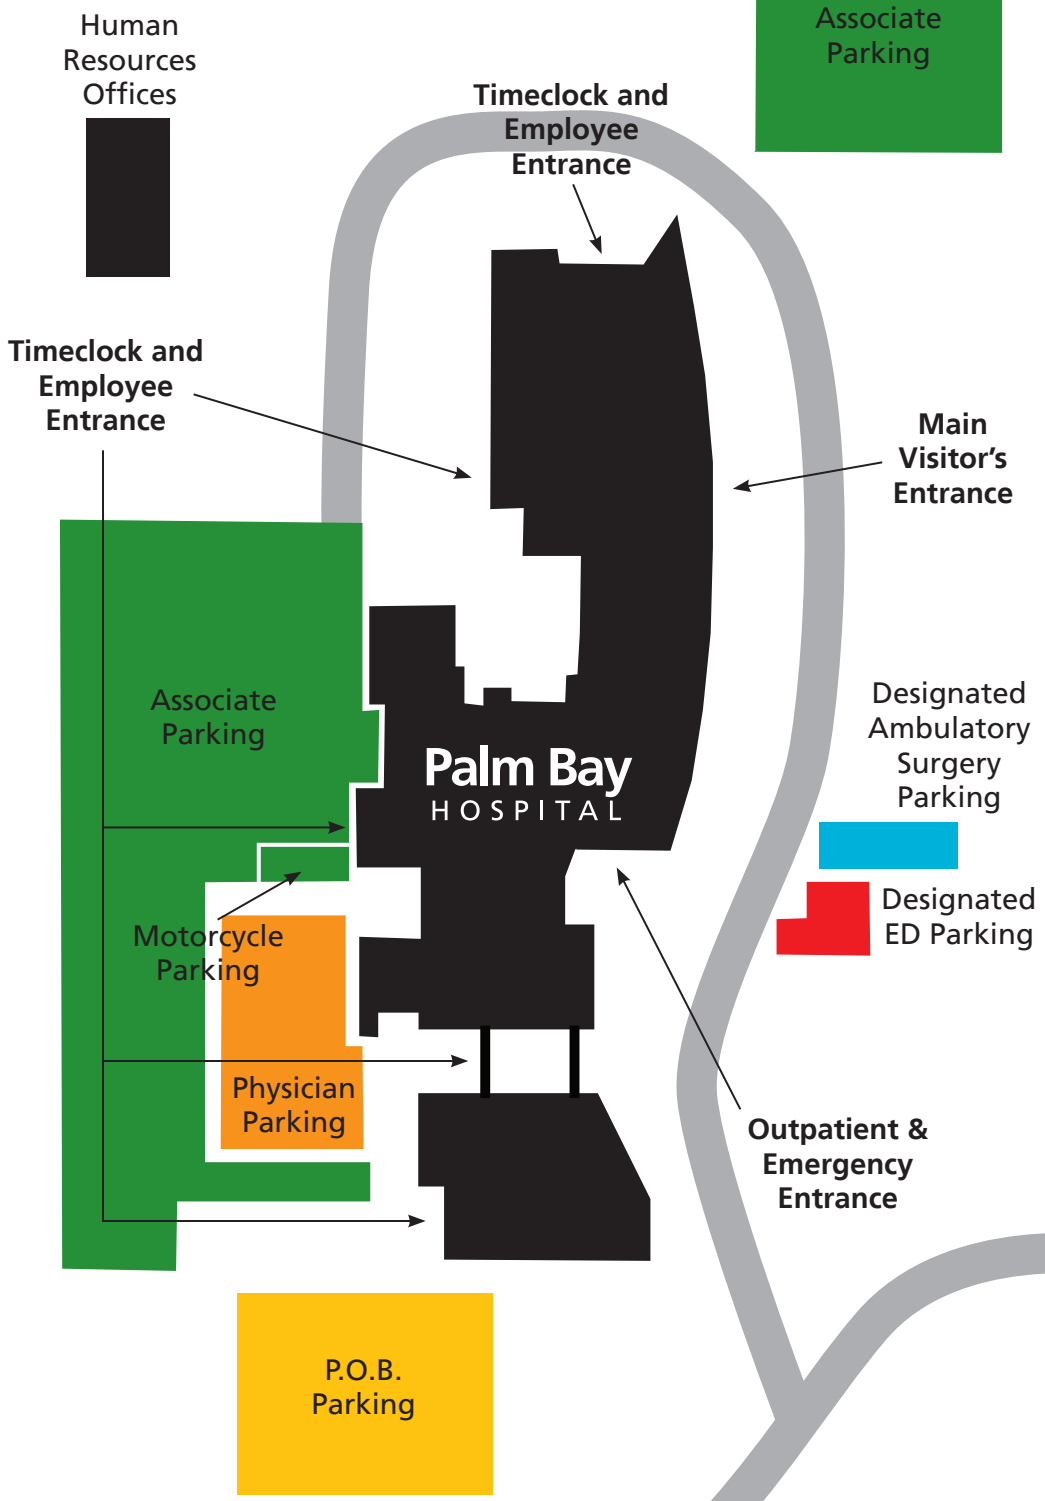 Human
Resources
Offices
Associate
Parking
Timeclock and
Employee
Entrance
Timeclock and
Employee
Entrance
Main
Visitor's
Entrance
Associate
Parking
Palm Bay
HOSPITAL
Designated
Ambulatory
Surgery
Parking
Designated
ED Parking
Motorcycle
Parking
Physician
Parking
Outpatient &
Emergency
Entrance
P.O.B.
Parking